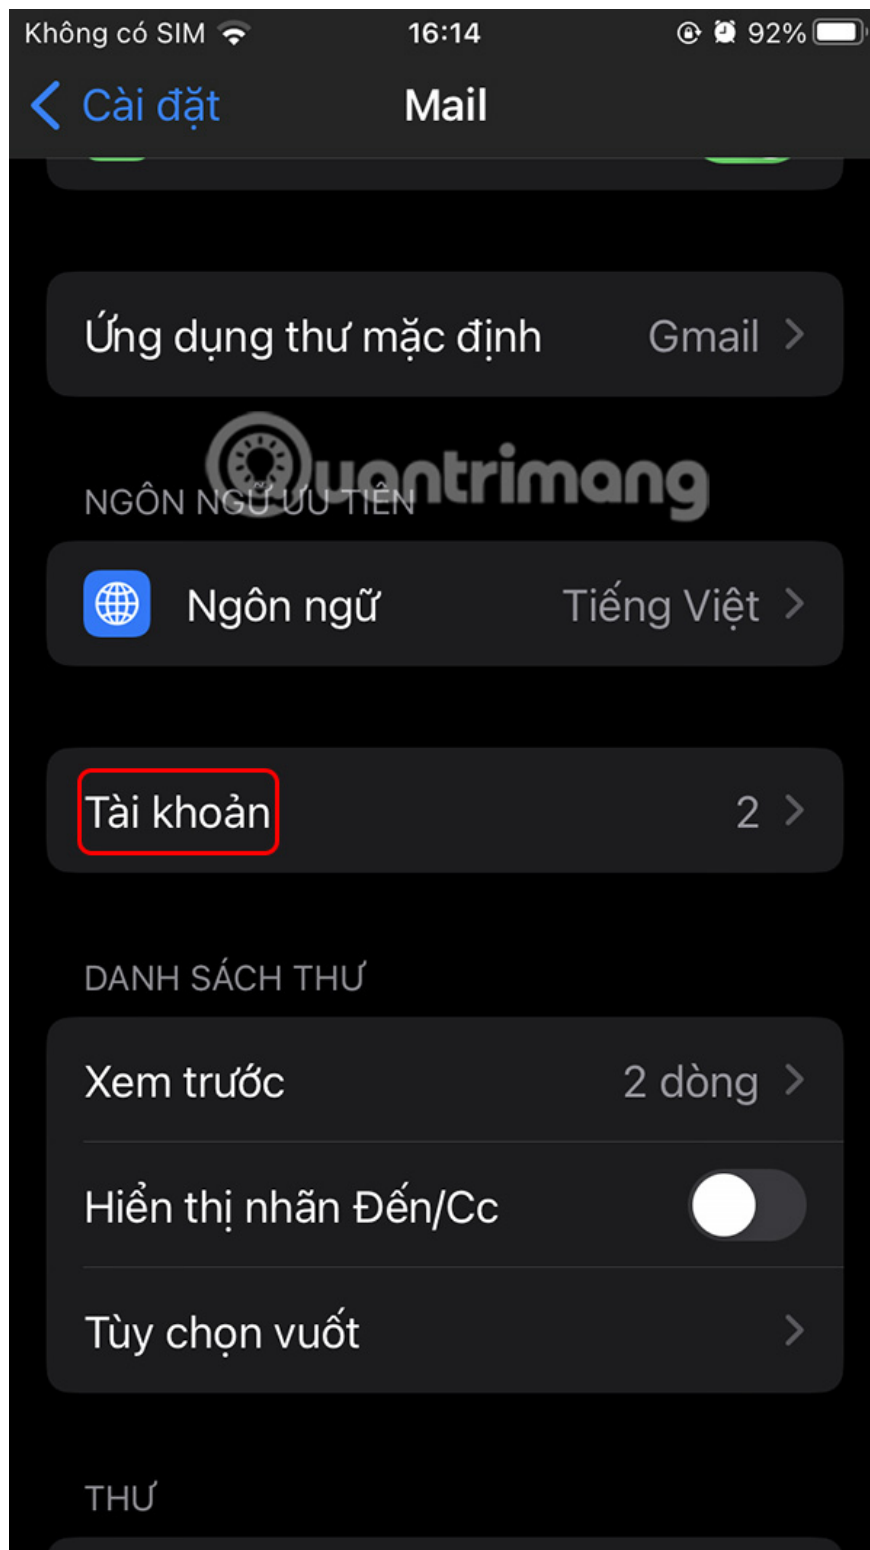 Không có SIM 16:14 92%
Cài đặt Mail
Ứng dụng thư mặc định Gmail
Quantrimang
NGÔN NGỮ ƯU TIÊN
Ngôn ngữ Tiếng Việt
Tài khoản 2
DANH SÁCH THƯ
Xem trước 2 dòng
Hiển thị nhãn Đến/Cc
Tùy chọn vuốt
THƯ